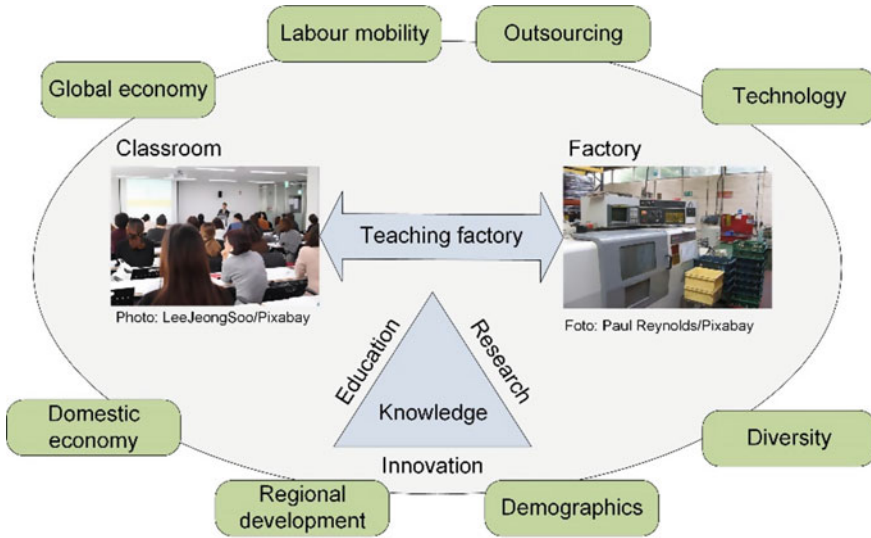 Labour mobility
Outsourcing
Global economy
Technology
Classroom
Factory
Teaching factory
Photo: LeeJeongSoo/Pixabay
Foto: Paul Reynolds/Pixabay
Education
Research
Knowledge
Innovation
Domestic
economy
Diversity
Regional
development
Demographics